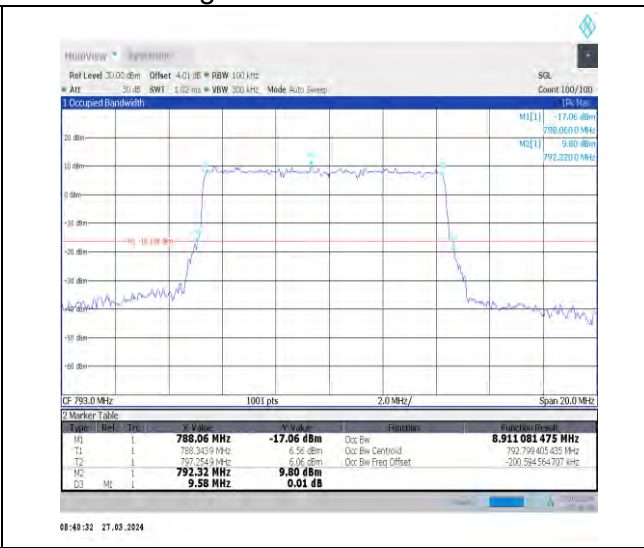 MultiView Spectrum
Ref Level 30.00 dBm Offset 4.01 dB RBW 100 kHz SGL
Att 30 dB SWT 1.02 ms VBW 300 kHz Mode Auto Sweep Count 100/100
1 Occupied Bandwidth 1Pk Max
M1[1] -17.06 dBm
788.0600 MHz
M2[1] 9.80 dBm
792.3200 MHz
20 dBm
10 dBm
0 dBm
-10 dBm
-20 dBm
-30 dBm
-40 dBm
-50 dBm
-60 dBm
CF 793.0 MHz 1001 pts 2.0 MHz/ Span 20.0 MHz
2 Marker Table
Type Ref Trc X Value Y Value Function Function Result
M1 1 788.06 MHz -17.06 dBm Occ Bw 8.911 081 475 MHz
T1 1 788.3439 MHz 6.56 dBm Occ Bw Centroid 792.799 405 435 MHz
T2 1 797.2549 MHz 6.06 dBm Occ Bw Freq Offset -200.594 564 707 kHz
M2 1 792.32 MHz 9.80 dBm
D3 M1 1 9.58 MHz 0.01 dB
08:40:32 27.03.2024